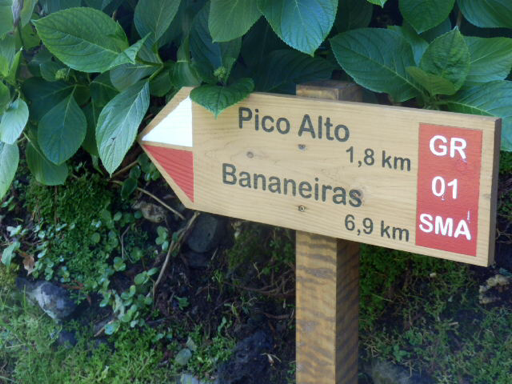 Pico Alto
1,8 km
Bananeiras
6,9 km
GR
01
SMA